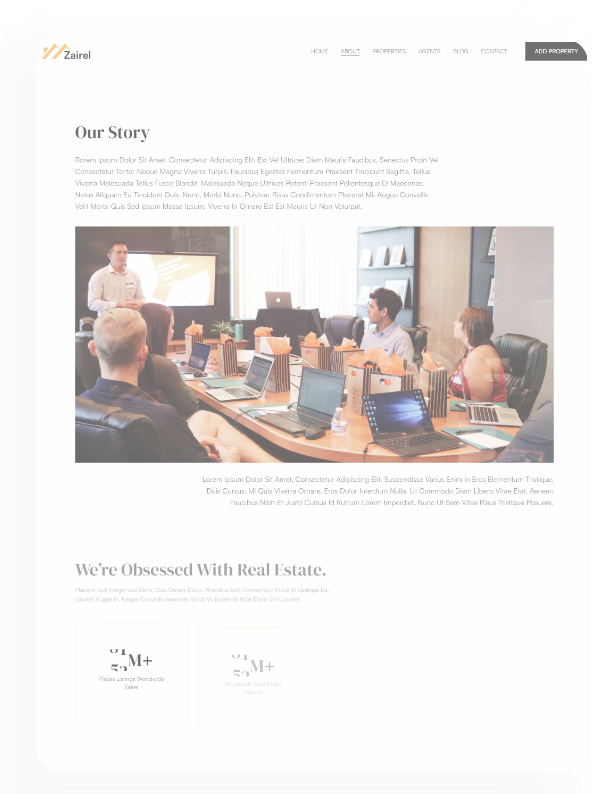 Zairel
HOME ABOUT PROPERTIES AGENTS BLOG CONTACT ADD PROPERTY
Our Story
Rorem Ipsum Dolor Sit Amet, Consectetur Adipiscing Elit. Est Vel Ultrices Diam Mauris Faucibus. Senectus Proin Vel
Consectetur Tortor Neque Magna Viverra Turpis. Faucibus Egestas Fermentum Praesent Tincidunt Sagittis. Tellus
Viverra Malesuada Tellus Fusce Blandit. Malesuada Neque Ultrices Potenti Praesent Pellentesque Et Maecenas.
Netus Aliquam Eu Tincidunt Duis. Nunc, Morbi Nunc, Pulvinar Risus Condimentum Placerat Mi. Augue Convallis
Velit Morbi Quis Sed Ipsum Massa Ipsum. Viverra In Ornare Est Est Mauris Ut Non Volutpat.
Lorem Ipsum Dolor Sit Amet, Consectetur Adipiscing Elit. Suspendisse Varius Enim In Eros Elementum Tristique.
Duis Cursus, Mi Quis Viverra Ornare, Eros Dolor Interdum Nulla, Ut Commodo Diam Libero Vitae Erat. Aenean
Faucibus Nibh Et Justo Cursus Id Rutrum Lorem Imperdiet. Nunc Ut Sem Vitae Risus Tristique Posuere.
We're Obsessed With Real Estate.
Placerat Sed Integer Leo Diam. Quis Ornare Dolor, Phasellus Sed. Consectetur Purus At Quisque Eu.
Laoreet Augue In. Neque Convallis Venenatis Morbi Vulputate Mi Nibh Diam Ut Vulputate.
M+
Places Listings Worldwide
Zairel
M+
Worldwide Real Estate